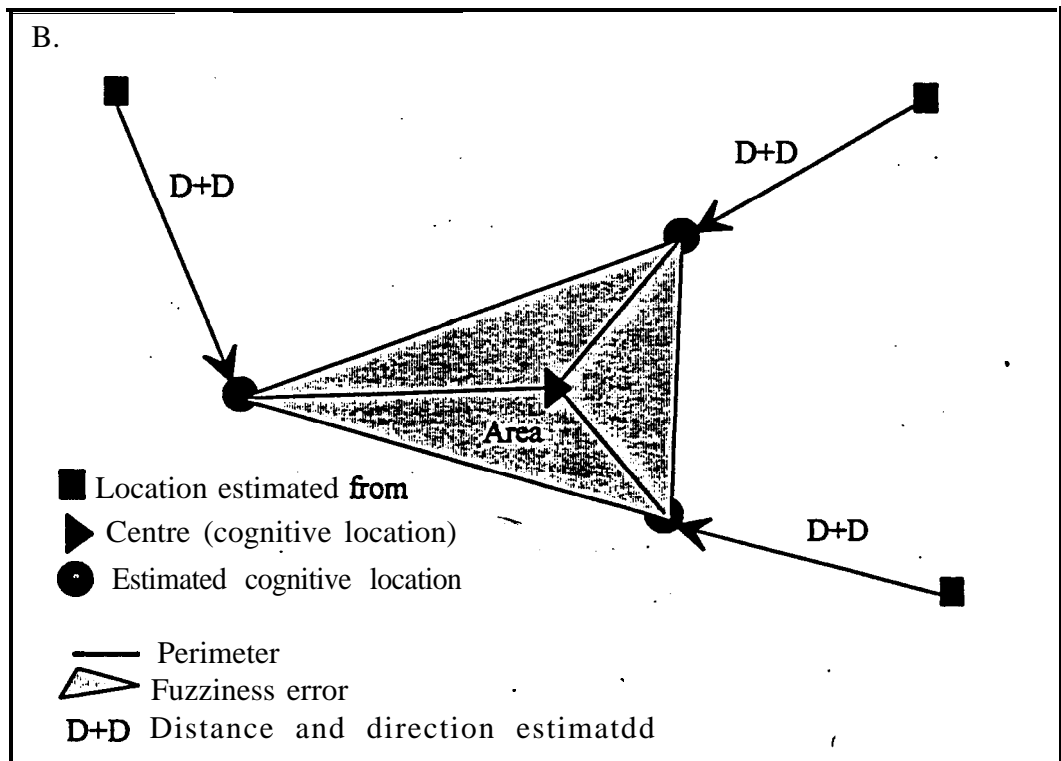 B.
D+D
D+D
Area
D+D
Location estimated from
Centre (cognitive location)
Estimated cognitive location
Perimeter
Fuzziness error
D+D Distance and direction estimatdd